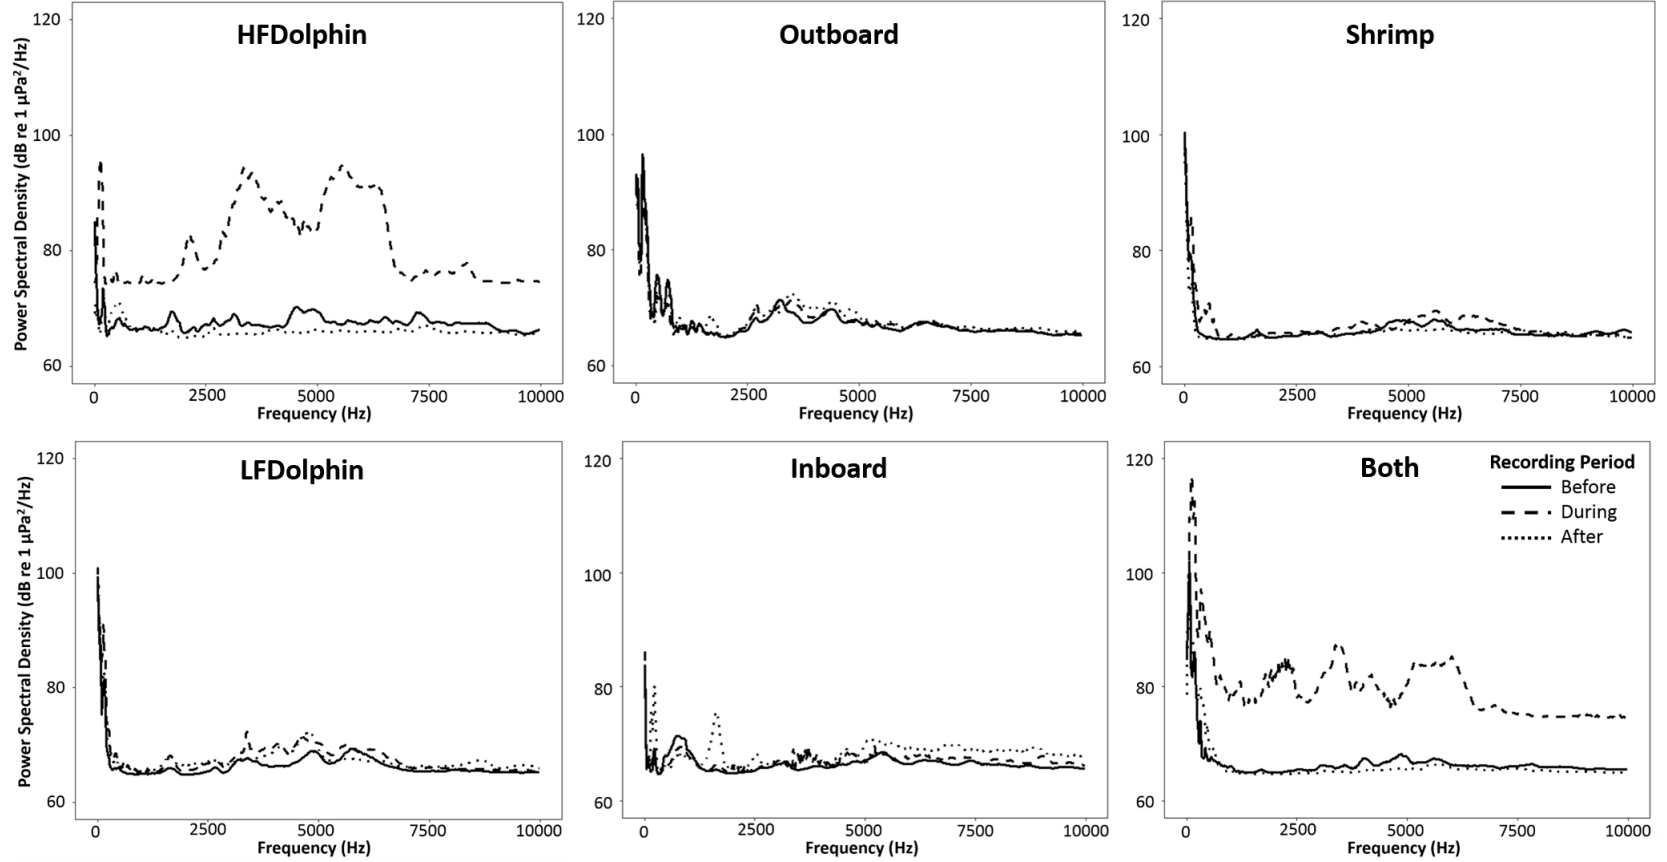 HFDolphin
Power Spectral Density (dB re 1 µPa²/Hz)
120
100
80
60
0 2500 5000 7500 10000
Frequency (Hz)
Outboard
120
100
80
60
0 2500 5000 7500 10000
Frequency (Hz)
Shrimp
120
100
80
60
0 2500 5000 7500 10000
Frequency (Hz)
LFDolphin
Power Spectral Density (dB re 1 µPa²/Hz)
120
100
80
60
0 2500 5000 7500 10000
Frequency (Hz)
Inboard
120
100
80
60
0 2500 5000 7500 10000
Frequency (Hz)
Both
Recording Period
Before
During
After
120
100
80
60
0 2500 5000 7500 10000
Frequency (Hz)